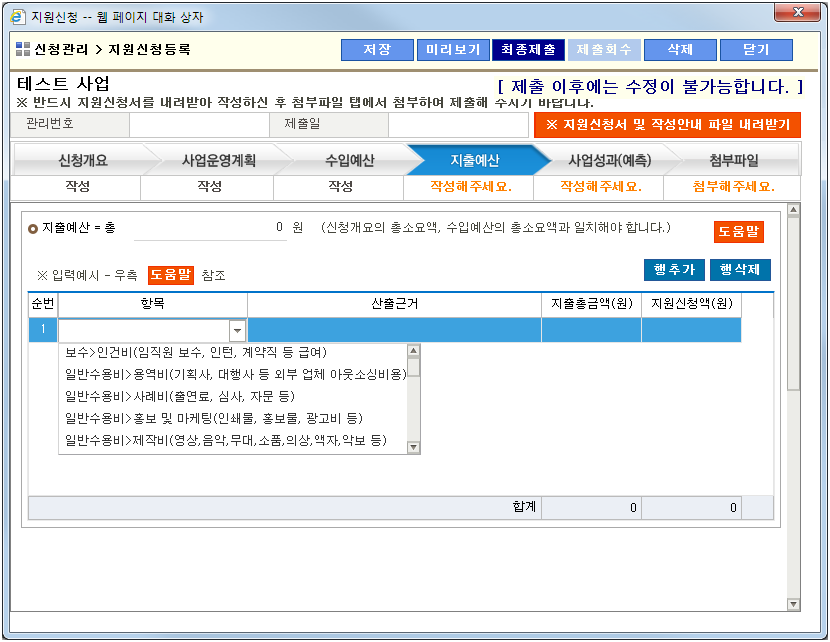 지원신청 -- 웹 페이지 대화 상자
신청관리 > 지원신청등록
저장 미리보기 최종제출 제출회수 삭제 닫기
테스트 사업
[ 제출 이후에는 수정이 불가능합니다. ]
※ 반드시 지원신청서를 내려받아 작성하신 후 첨부파일 탭에서 첨부하여 제출해 주시기 바랍니다.
관리번호 제출일 ※ 지원신청서 및 작성안내 파일 내려받기
신청개요 사업운영계획 수입예산 지출예산 사업성과(예측) 첨부파일
작성 작성 작성 작성해주세요. 작성해주세요. 첨부해주세요.
지출예산 = 총 0 원 (신청개요의 총소요액, 수입예산의 총소요액과 일치해야 합니다.) 도움말
※ 입력예시 - 우측 도움말 참조 행추가 행삭제
순번 항목 산출근거 지출총금액(원) 지원신청액(원)
1
보수>인건비(임직원 보수, 인턴, 계약직 등 급여)
일반수용비>용역비(기획사, 대행사 등 외부 업체 아웃소싱비용)
일반수용비>사례비(출연료, 심사, 자문 등)
일반수용비>홍보 및 마케팅(인쇄물, 홍보물, 광고비 등)
일반수용비>제작비(영상,음악,무대,소품,의상,액자,악보 등)
합계 0 0